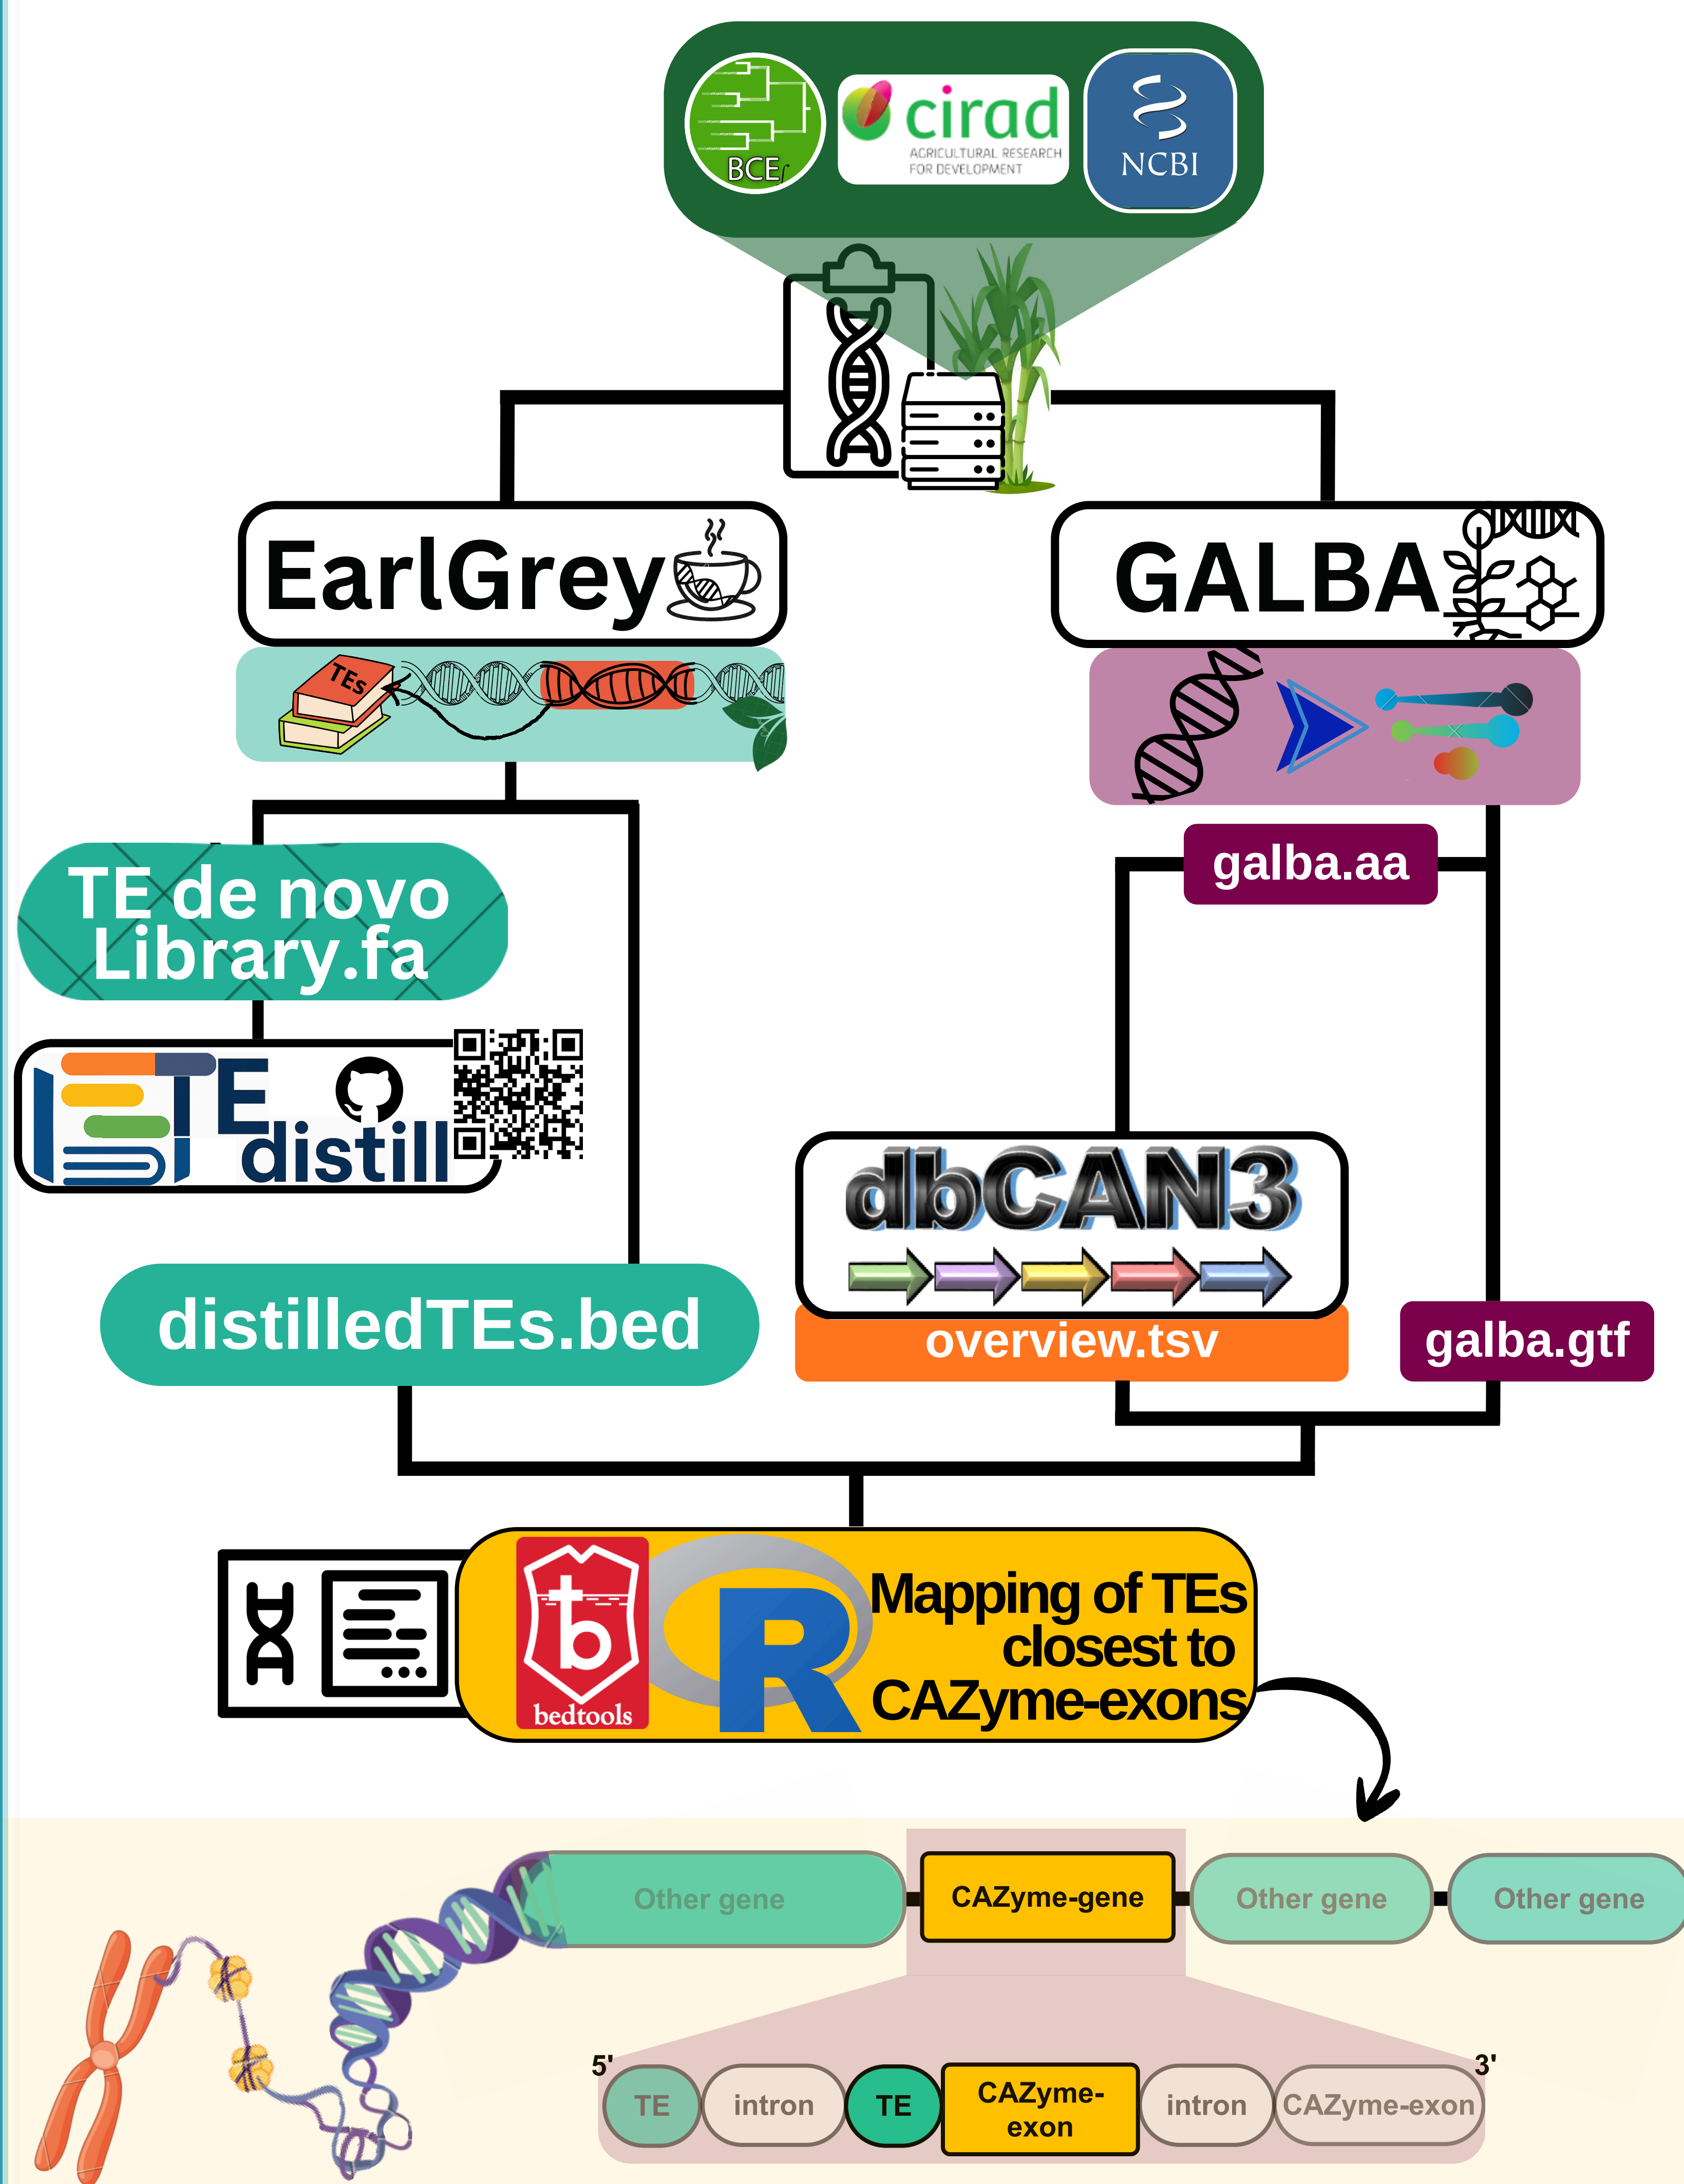 BCEf
cirad
AGRICULTURAL RESEARCH
FOR DEVELOPMENT
NCBI
EarlGrey
GALBA
TEs
galba.aa
TE de novo
Library.fa
TE
distill
dbCAN3
distilledTEs.bed
overview.tsv
galba.gtf
b
bedtools
R
Mapping of TEs
closest to
CAZyme-exons
Other gene
CAZyme-gene
Other gene
Other gene
5'
3'
TE
intron
TE
CAZyme-
exon
intron
CAZyme-exon